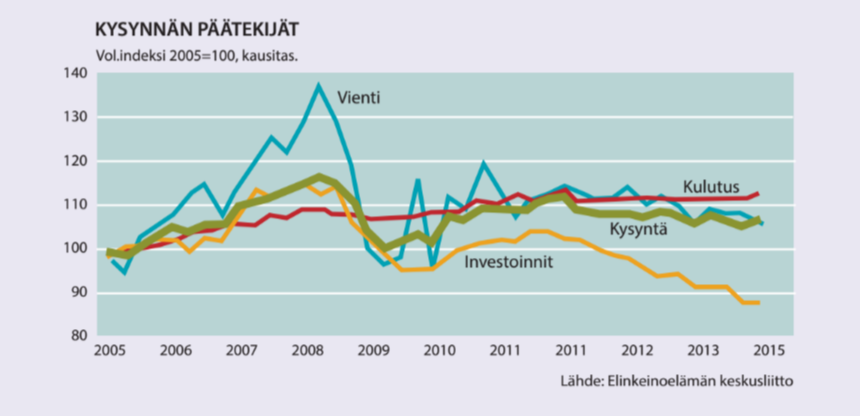 KYSYNNÄN PÄÄTEKIJÄT
Vol.indeksi 2005=100, kausitas.
140
130
120
110
100
90
80
Vienti
Kulutus
Kysyntä
Investoinnit
2005 2006 2007 2008 2009 2010 2011 2011 2012 2013 2015
Lähde: Elinkeinoelämän keskusliitto